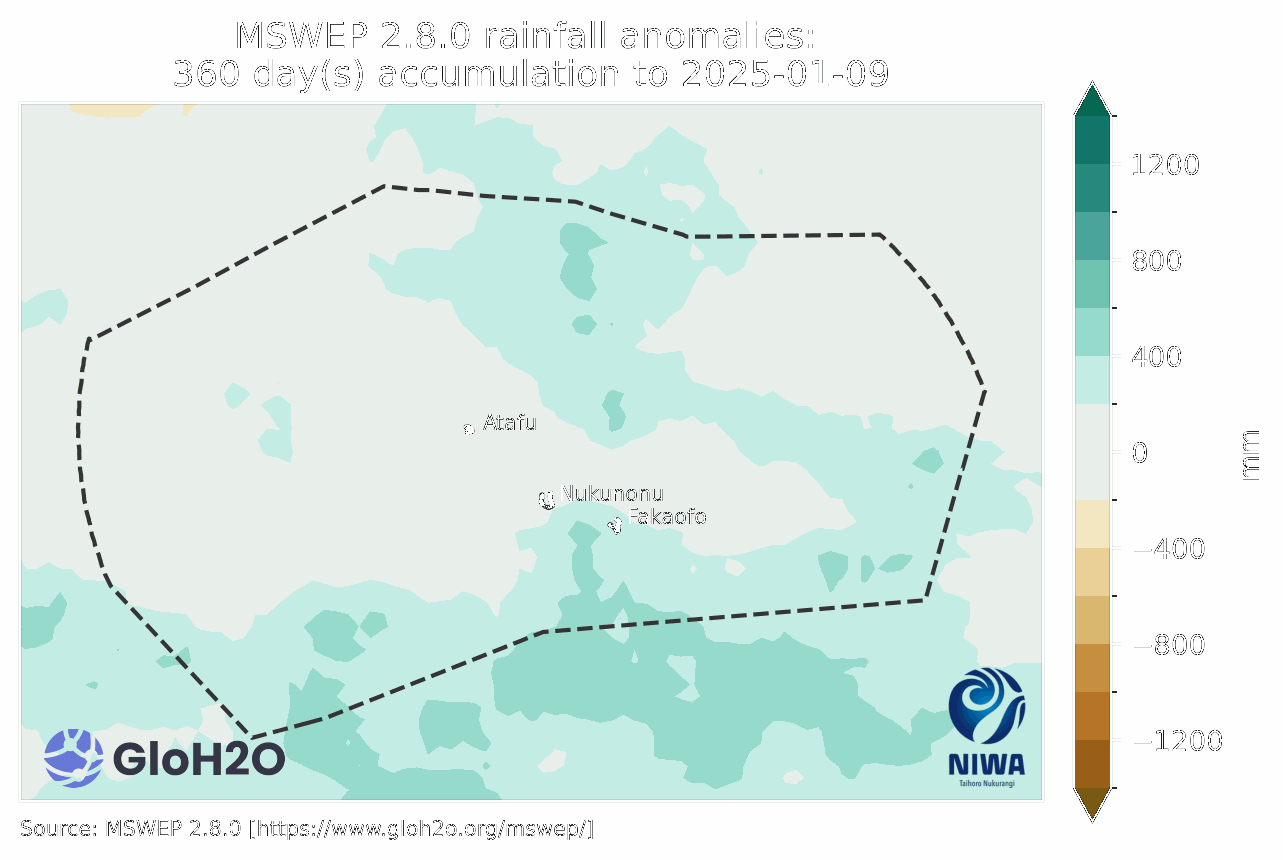 MSWEP 2.8.0 rainfall anomalies:
360 day(s) accumulation to 2025-01-09
1200
800
400
0
−400
−800
−1200
mm
Atafu
Nukunonu
Fakaofo
GloH2O
NIWA
Taihoro Nukurangi
Source: MSWEP 2.8.0 [https://www.gloh2o.org/mswep/]